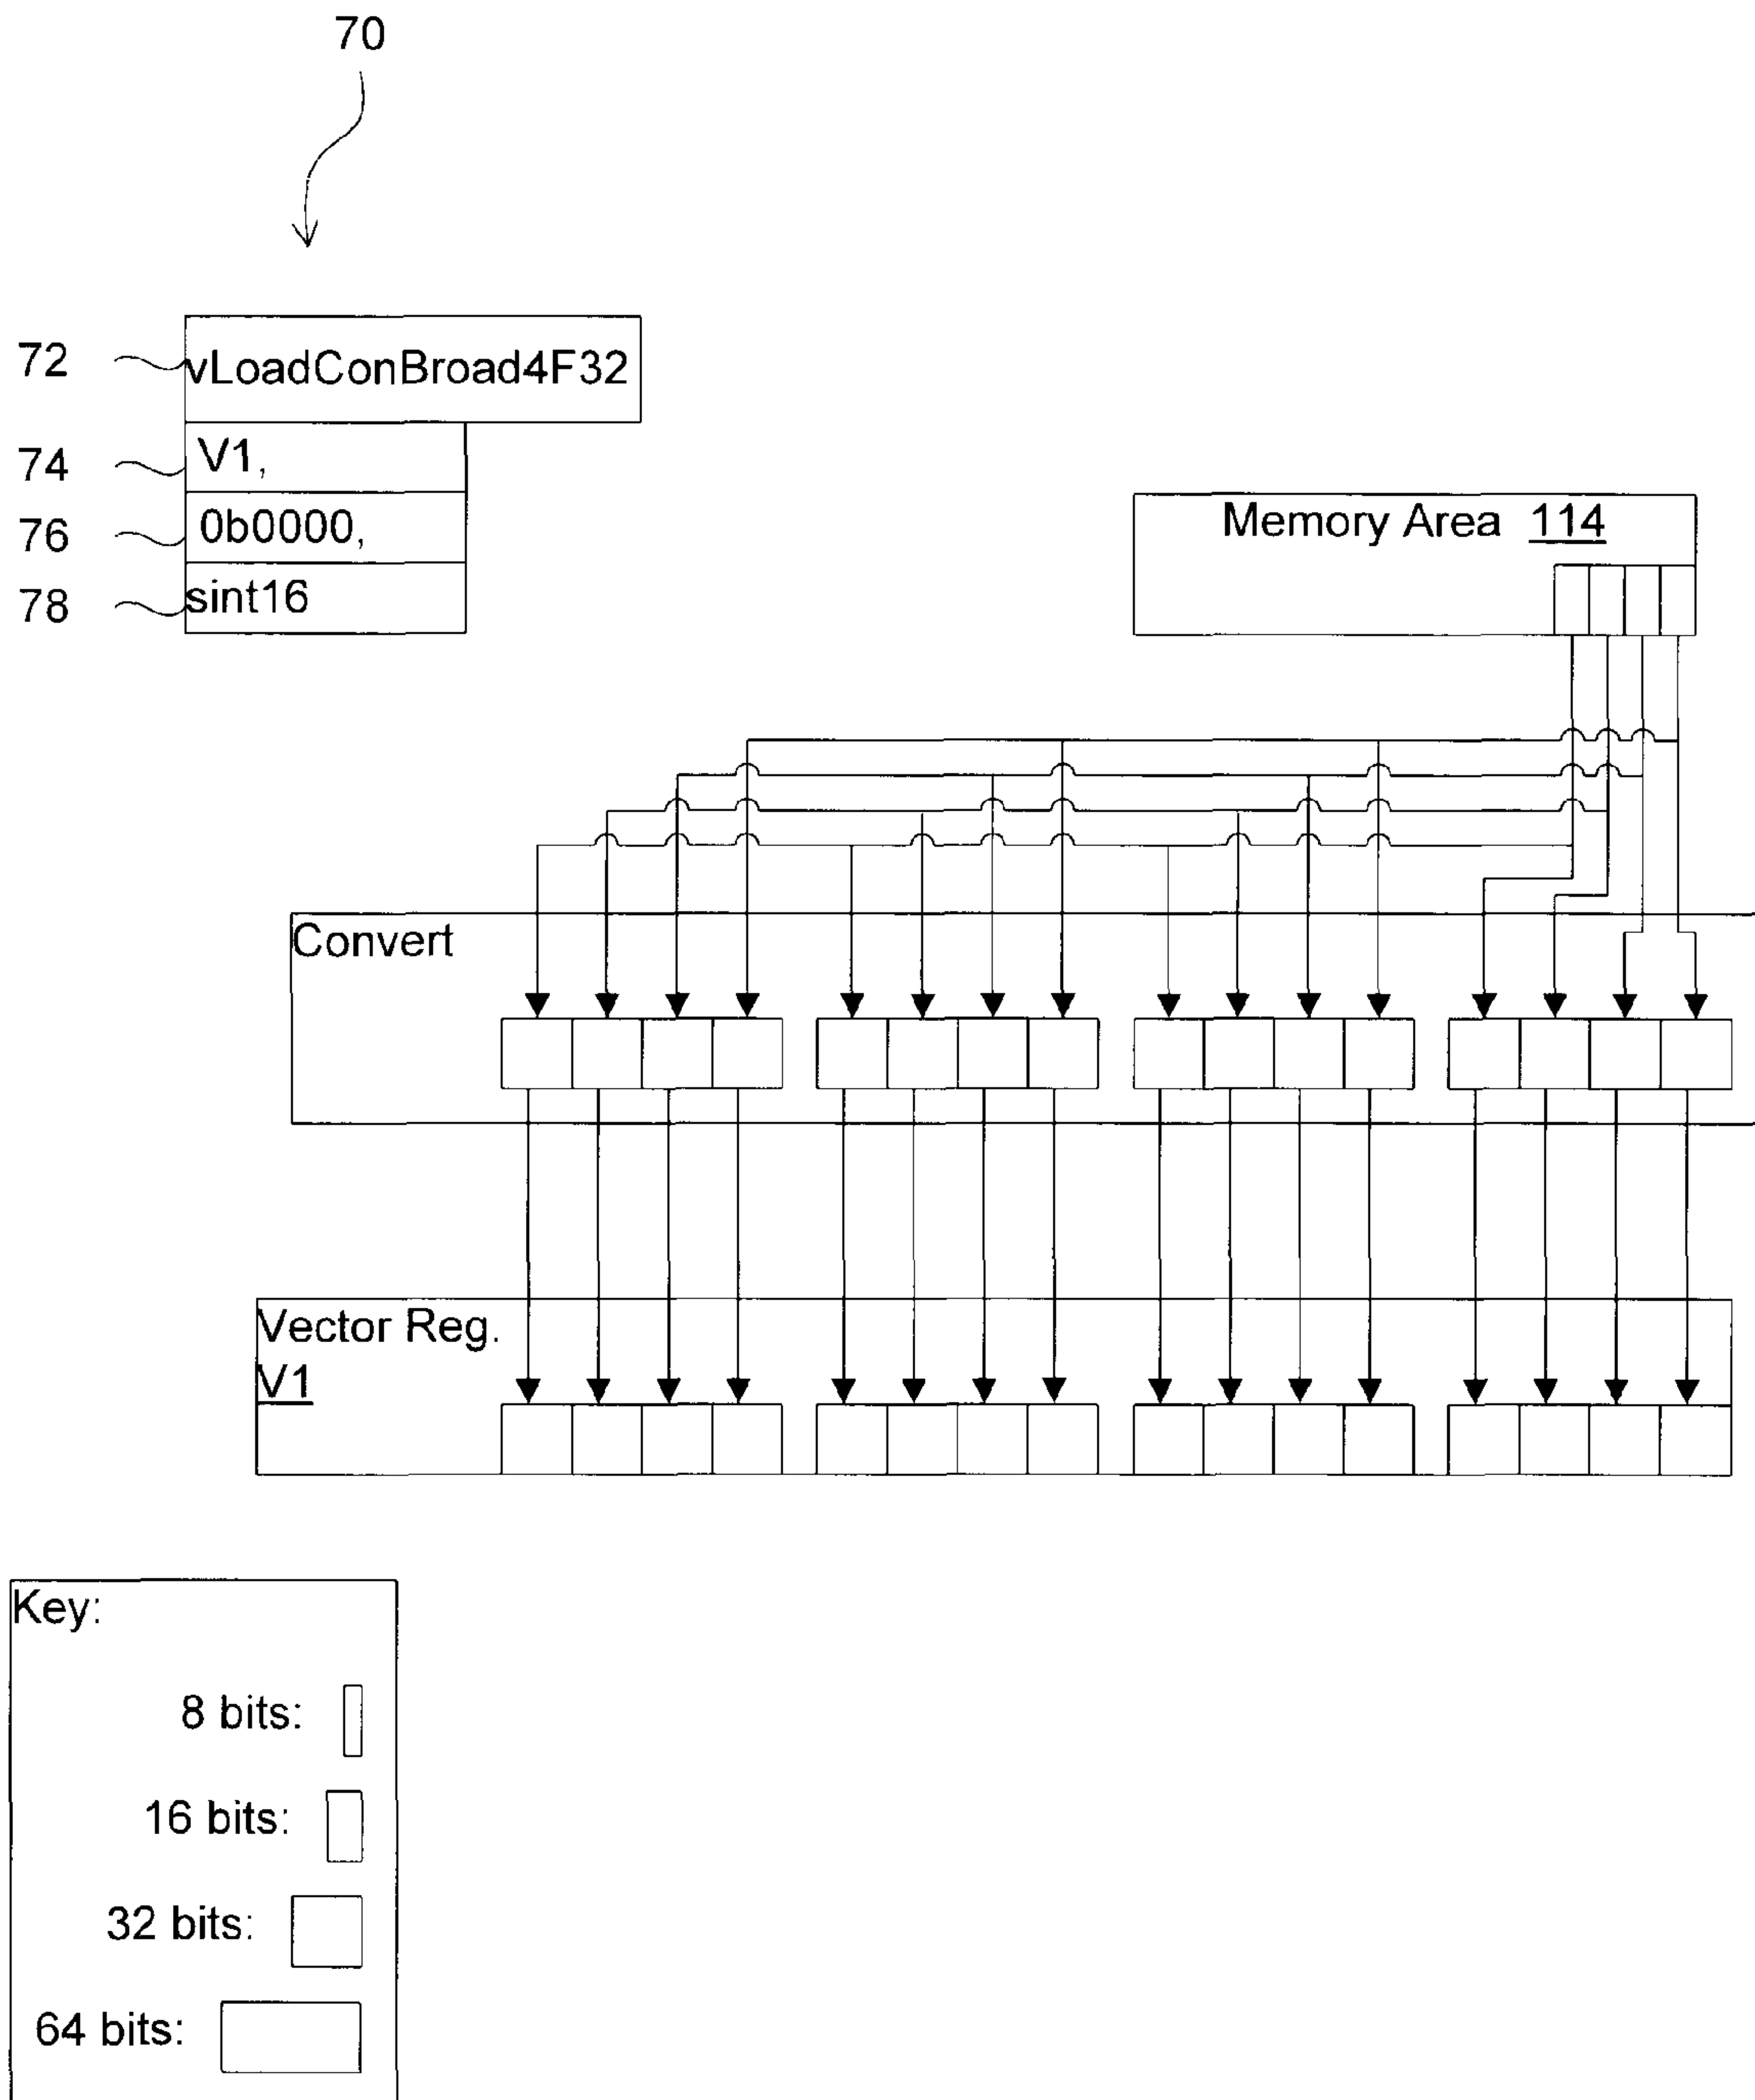 70
72 vLoadConBroad4F32
74 V1,
76 0b0000,
78 sint16
Memory Area 114
Convert
Vector Reg.
V1
Key:
8 bits:
16 bits:
32 bits:
64 bits: